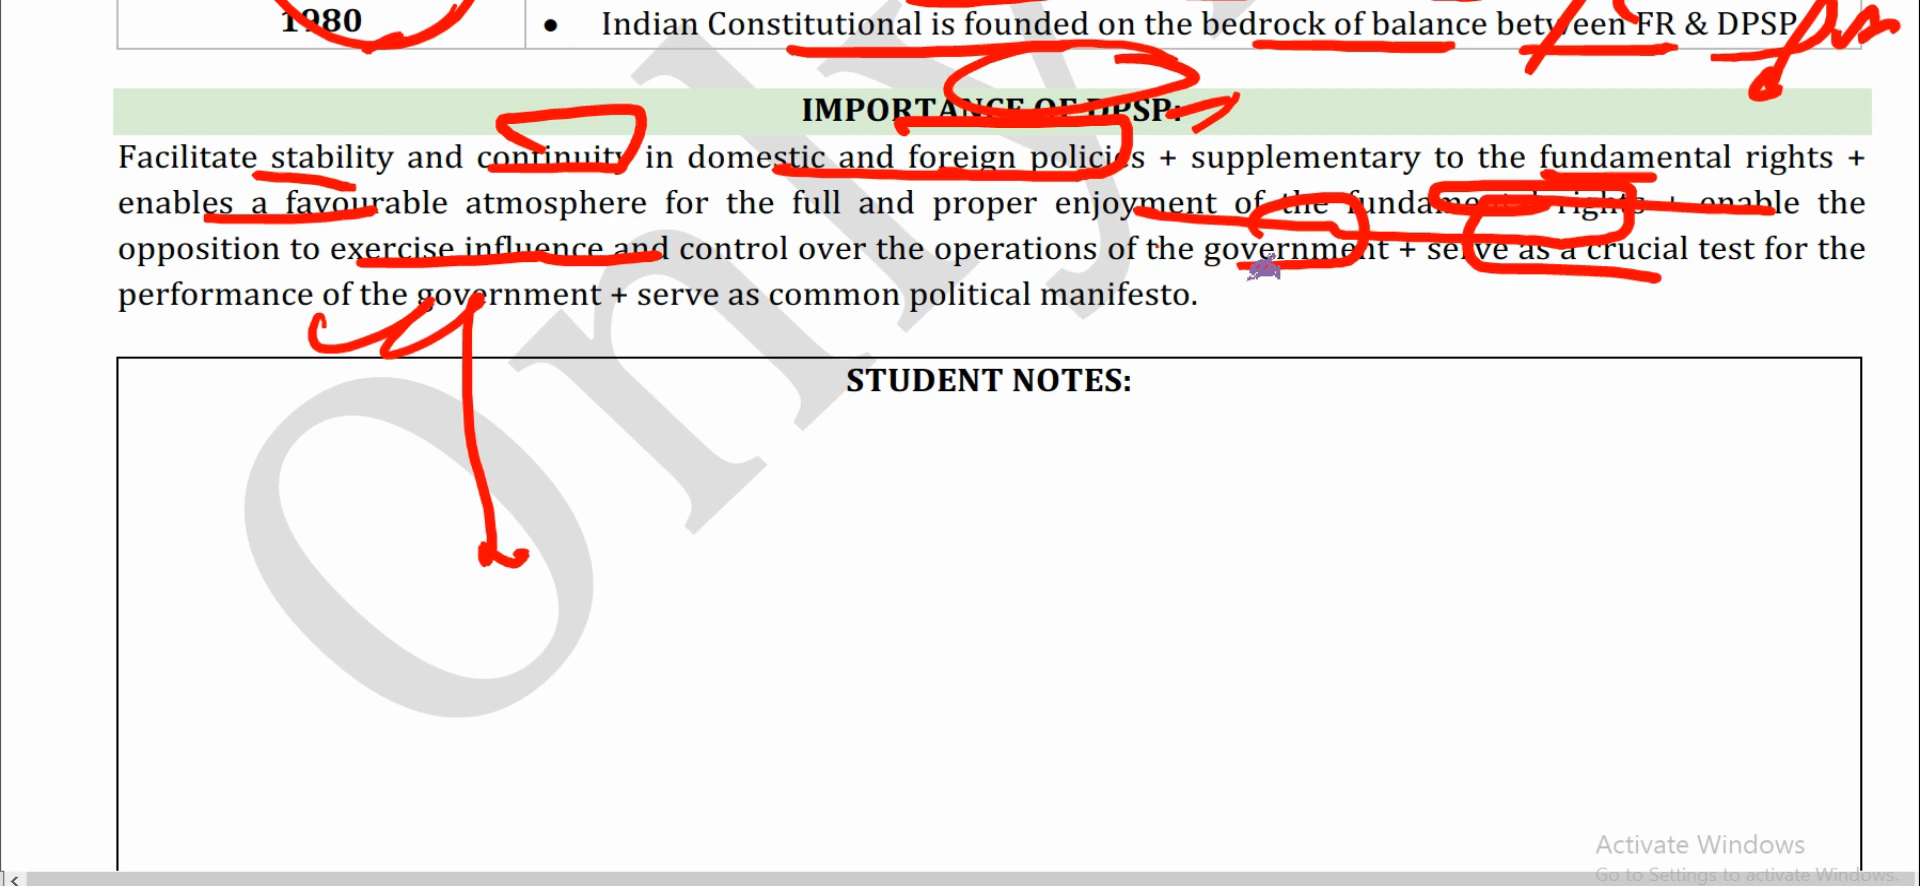 1980
• Indian Constitutional is founded on the bedrock of balance between FR & DPSP
IMPORTANCE OF DPSP:
Facilitate stability and continuity in domestic and foreign policies + supplementary to the fundamental rights +
enables a favourable atmosphere for the full and proper enjoyment of the fundamental rights + enable the
opposition to exercise influence and control over the operations of the government + serve as a crucial test for the
performance of the government + serve as common political manifesto.
STUDENT NOTES:
Only
Activate Windows
Go to Settings to activate Windows.